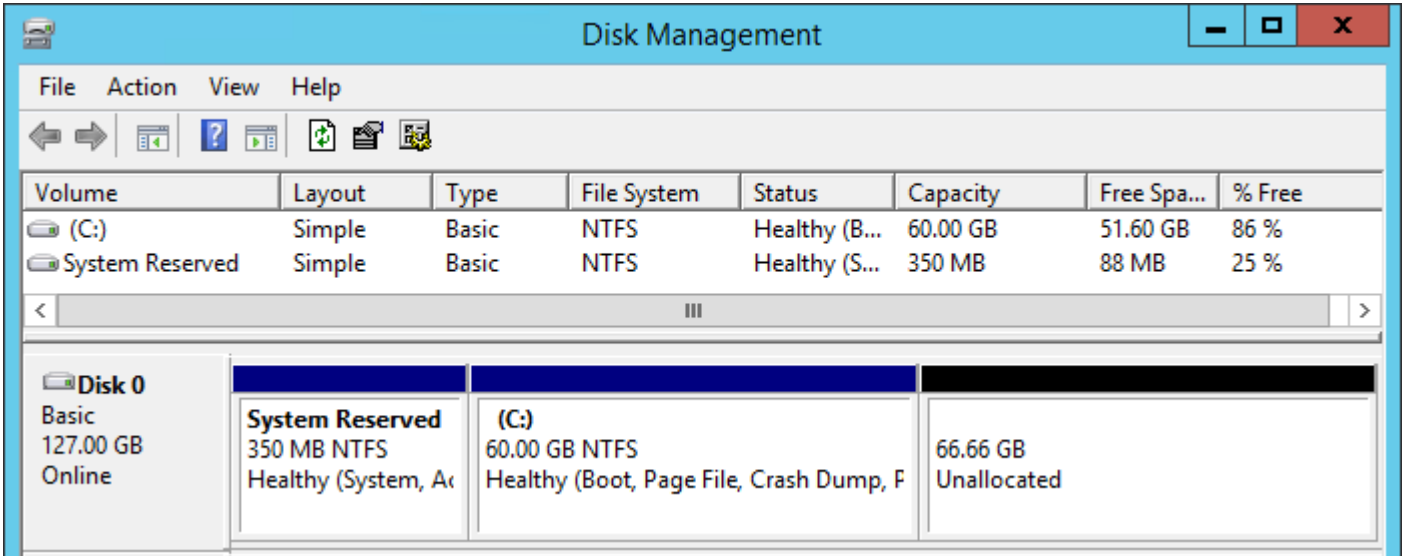 Disk Management
File Action View Help
Volume Layout Type File System Status Capacity Free Spa... % Free
(C:) Simple Basic NTFS Healthy (B... 60.00 GB 51.60 GB 86 %
System Reserved Simple Basic NTFS Healthy (S... 350 MB 88 MB 25 %
Disk 0
Basic
127.00 GB
Online
System Reserved
350 MB NTFS
Healthy (System, Ac
(C:)
60.00 GB NTFS
Healthy (Boot, Page File, Crash Dump, P
66.66 GB
Unallocated